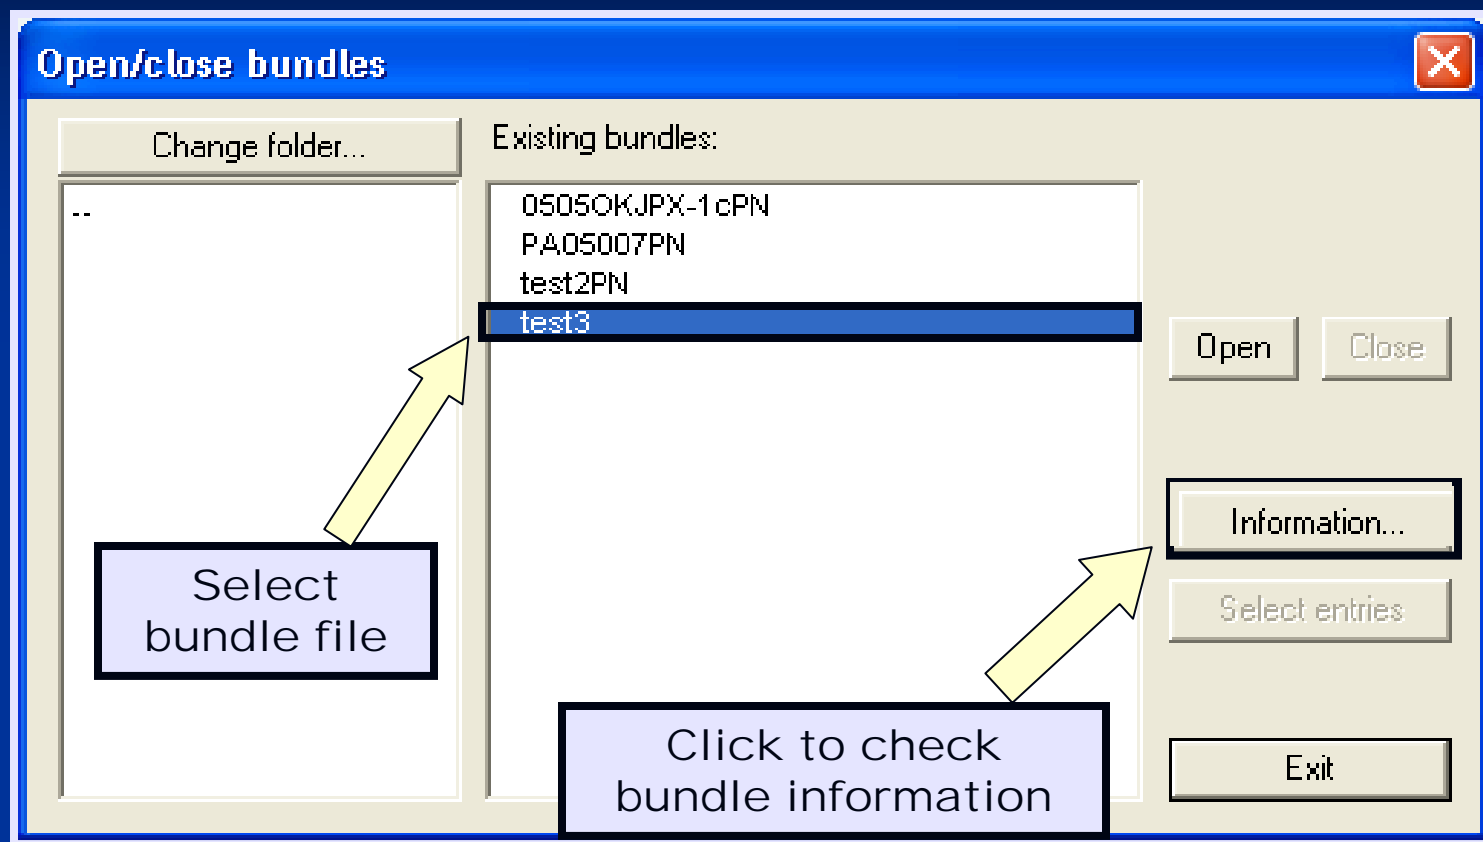 Open/close bundles
Change folder...
Existing bundles:
--
0505OKJPX-1cPN
PA05007PN
test2PN
test3
Open
Close
Information...
Select
bundle file
Select entries
Click to check
bundle information
Exit